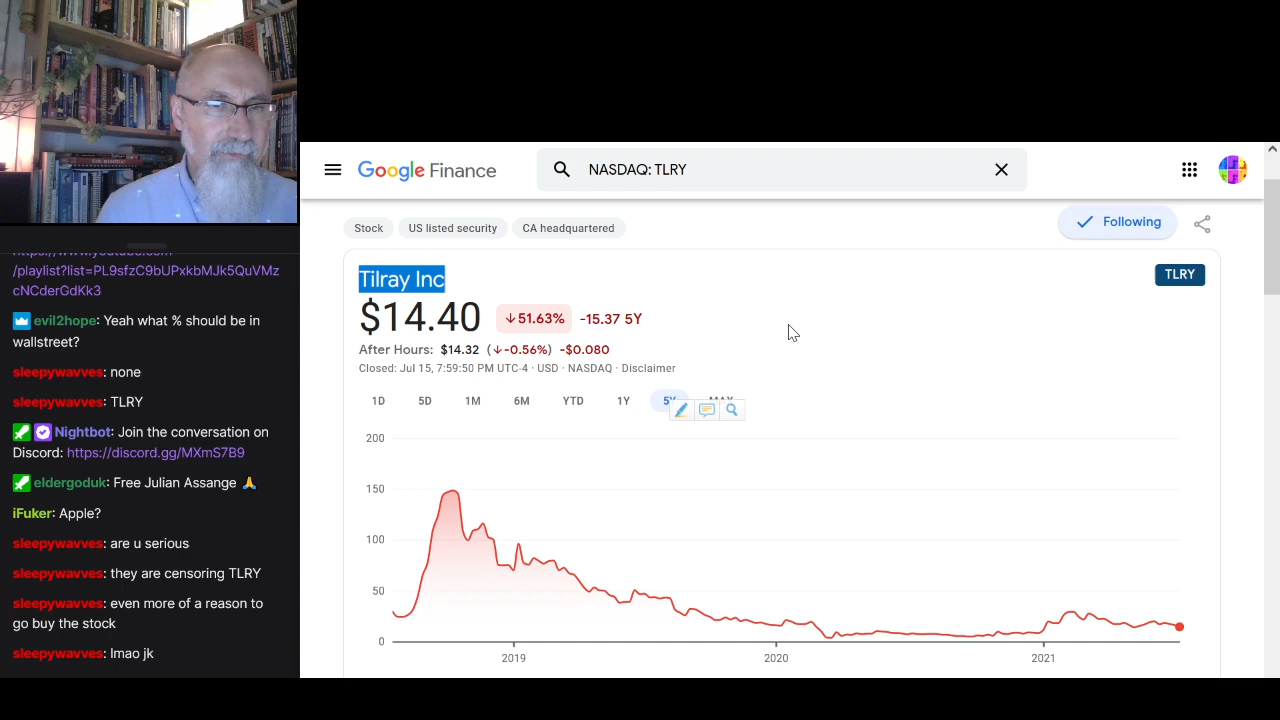 https://www.youtube.com
/playlist?list=PL9sfzC9bUPxkbMJk5QuVMz
cNCderGdKk3
evil2hope: Yeah what % should be in
wallstreet?
sleepywavves: none
sleepywavves: TLRY
Nightbot: Join the conversation on
Discord: https://discord.gg/MXmS7B9
eldergoduk: Free Julian Assange 🙏
iFuker: Apple?
sleepywavves: are u serious
sleepywavves: they are censoring TLRY
sleepywavves: even more of a reason to
go buy the stock
sleepywavves: lmao jk
Google Finance
NASDAQ: TLRY
Stock
US listed security
CA headquartered
Following
Tilray Inc
TLRY
$14.40
↓51.63%
-15.37 5Y
After Hours: $14.32 (↓-0.56%) -$0.080
Closed: Jul 15, 7:59:50 PM UTC-4 · USD · NASDAQ · Disclaimer
1D 5D 1M 6M YTD 1Y 5Y MAX
200
150
100
50
0
2019 2020 2021